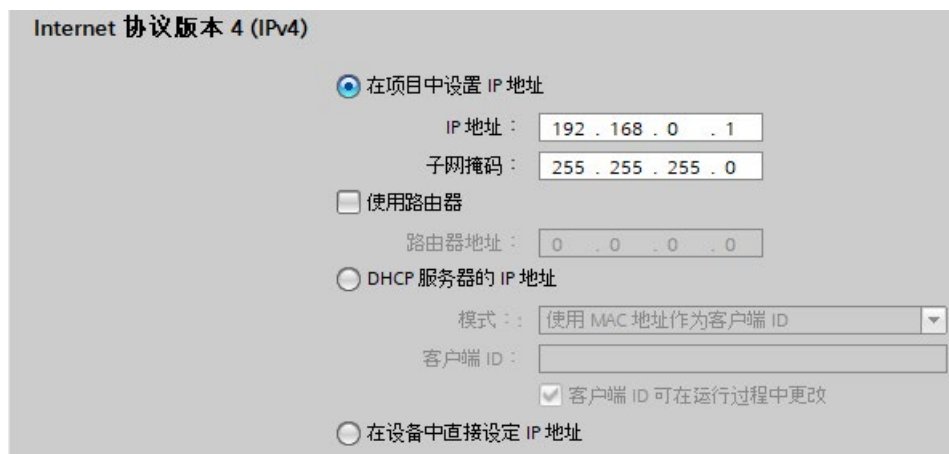 Internet 协议版本 4 (IPv4)
在项目中设置 IP 地址
IP 地址： 192 . 168 . 0 . 1
子网掩码： 255 . 255 . 255 . 0
使用路由器
路由器地址： 0 . 0 . 0 . 0
DHCP 服务器的 IP 地址
模式：: 使用 MAC 地址作为客户端 ID
客户端 ID：
客户端 ID 可在运行过程中更改
在设备中直接设定 IP 地址